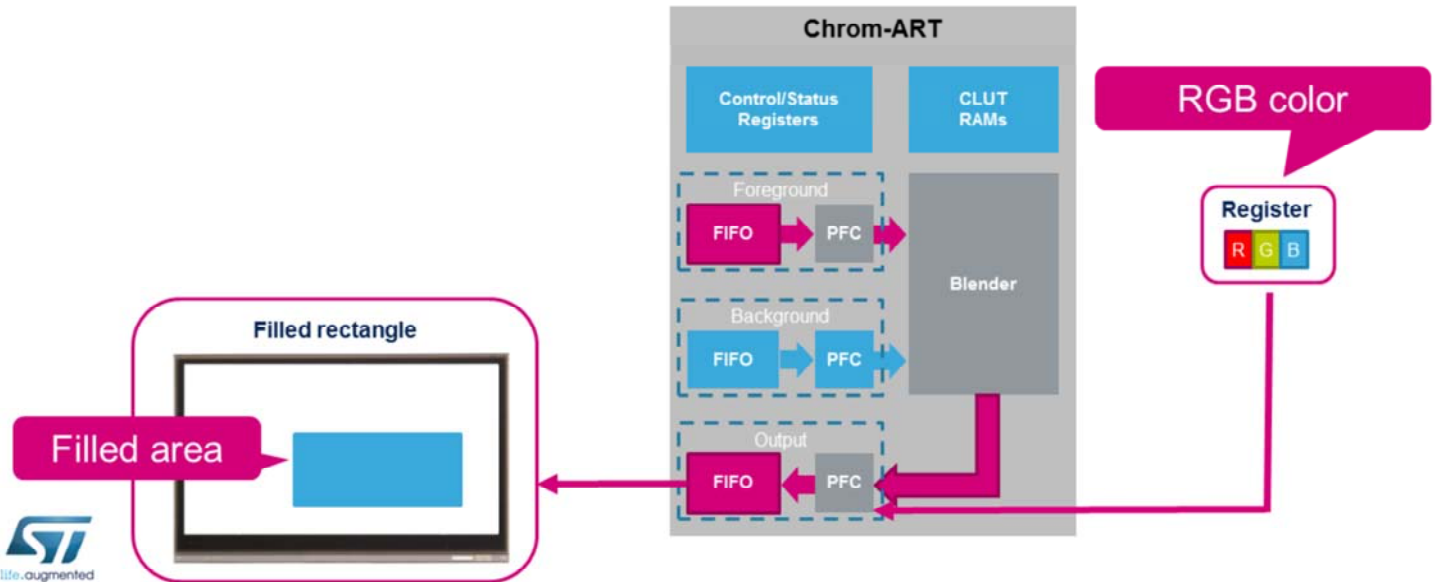 Chrom-ART
Control/Status
Registers
CLUT
RAMs
RGB color
Foreground
FIFO
PFC
Register
R G B
Blender
Background
FIFO
PFC
Filled rectangle
Filled area
Output
FIFO
PFC
ST
life.augmented